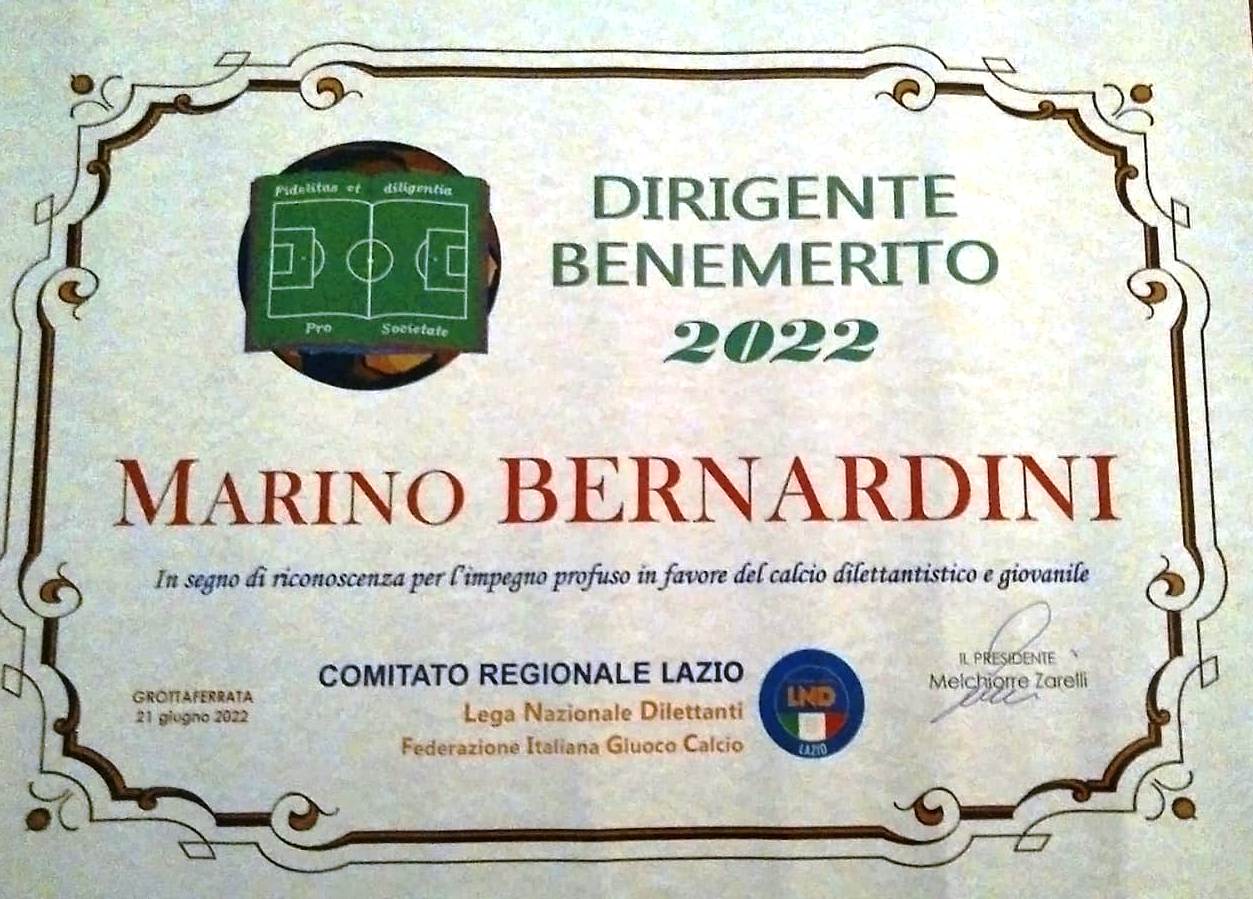 Fidelitas et diligentia
Pro Societate
DIRIGENTE
BENEMERITO
2022
MARINO BERNARDINI
In segno di riconoscenza per l'impegno profuso in favore del calcio dilettantistico e giovanile
GROTTAFERRATA
21 giugno 2022
COMITATO REGIONALE LAZIO
Lega Nazionale Dilettanti
Federazione Italiana Giuoco Calcio
LND
LAZIO
IL PRESIDENTE
Melchiorre Zarelli